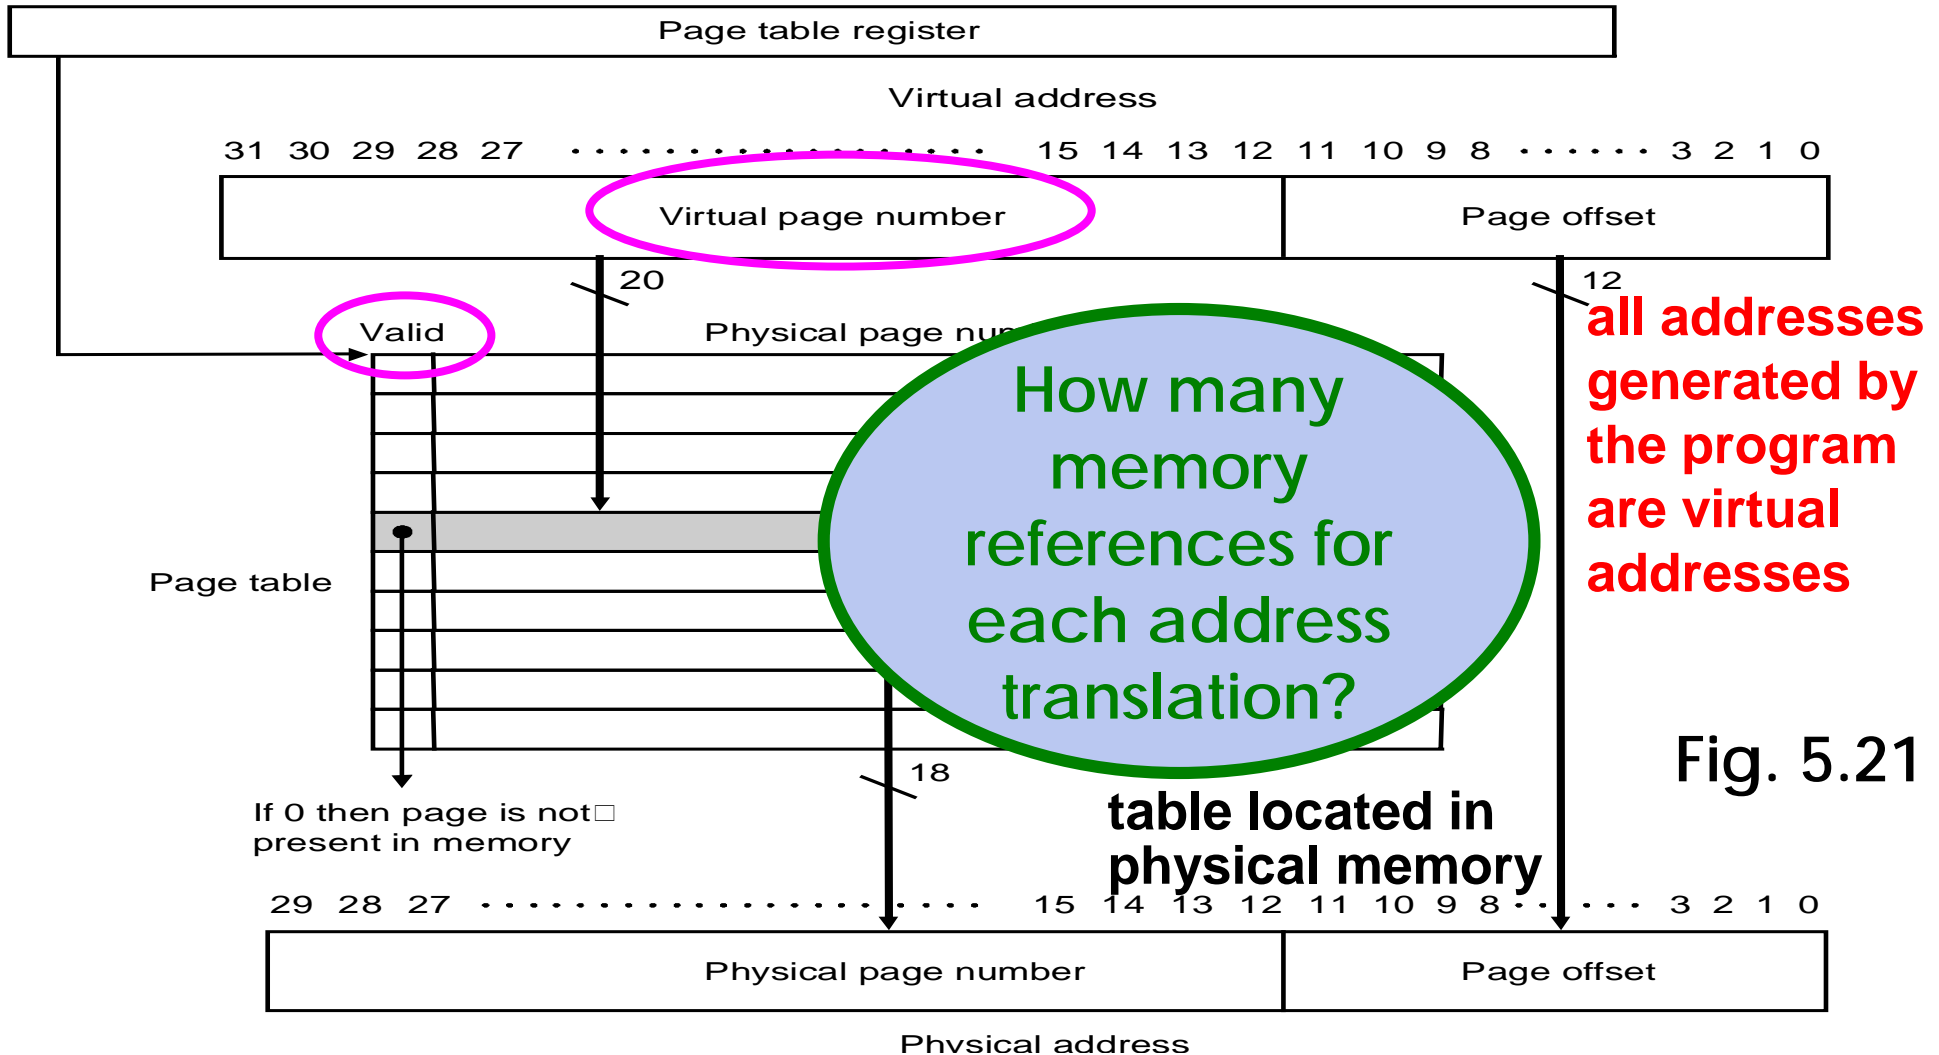 Page table register
Virtual address
31 30 29 28 27 · · · · · · · · · · · · · · · · · · 15 14 13 12 11 10 9 8 · · · · · · 3 2 1 0
Virtual page number
Page offset
20
12
Valid
Physical page num
all addresses
generated by
the program
are virtual
addresses
How many
memory
references for
each address
translation?
Page table
18
Fig. 5.21
If 0 then page is not□
present in memory
table located in
physical memory
29 28 27 · · · · · · · · · · · · · · · · · · · · · · 15 14 13 12 11 10 9 8 · · · · · · 3 2 1 0
Physical page number
Page offset
Physical address